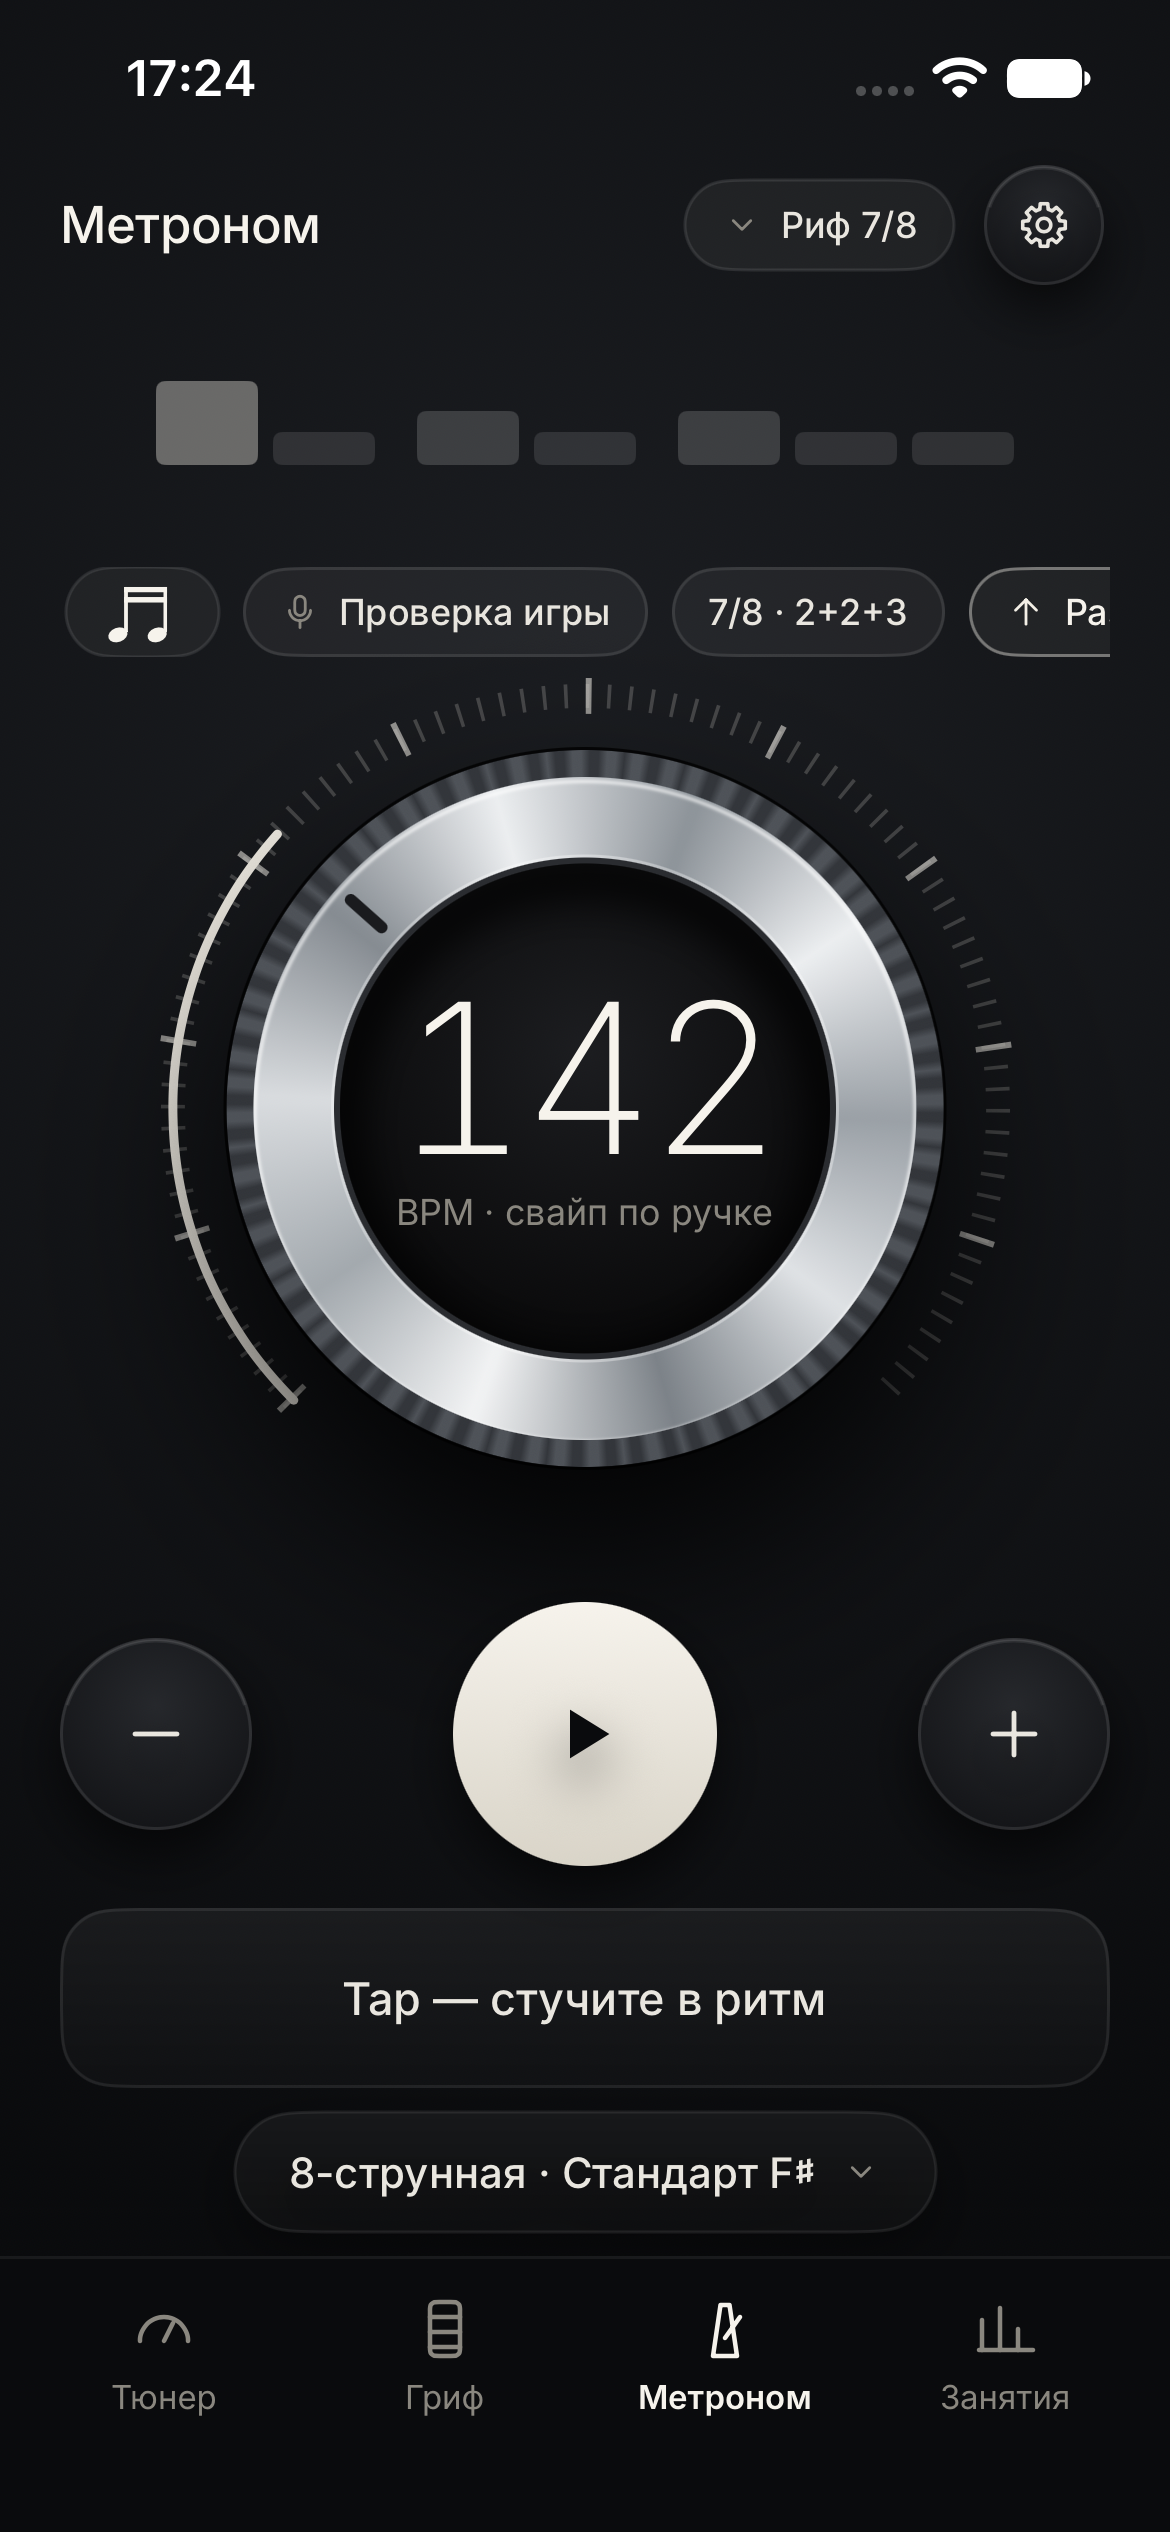 17:24
Метроном
Риф 7/8
Проверка игры
7/8 · 2+2+3
142
BPM · свайп по ручке
Tap — стучите в ритм
8-струнная · Стандарт F♯
Тюнер
Гриф
Метроном
Занятия